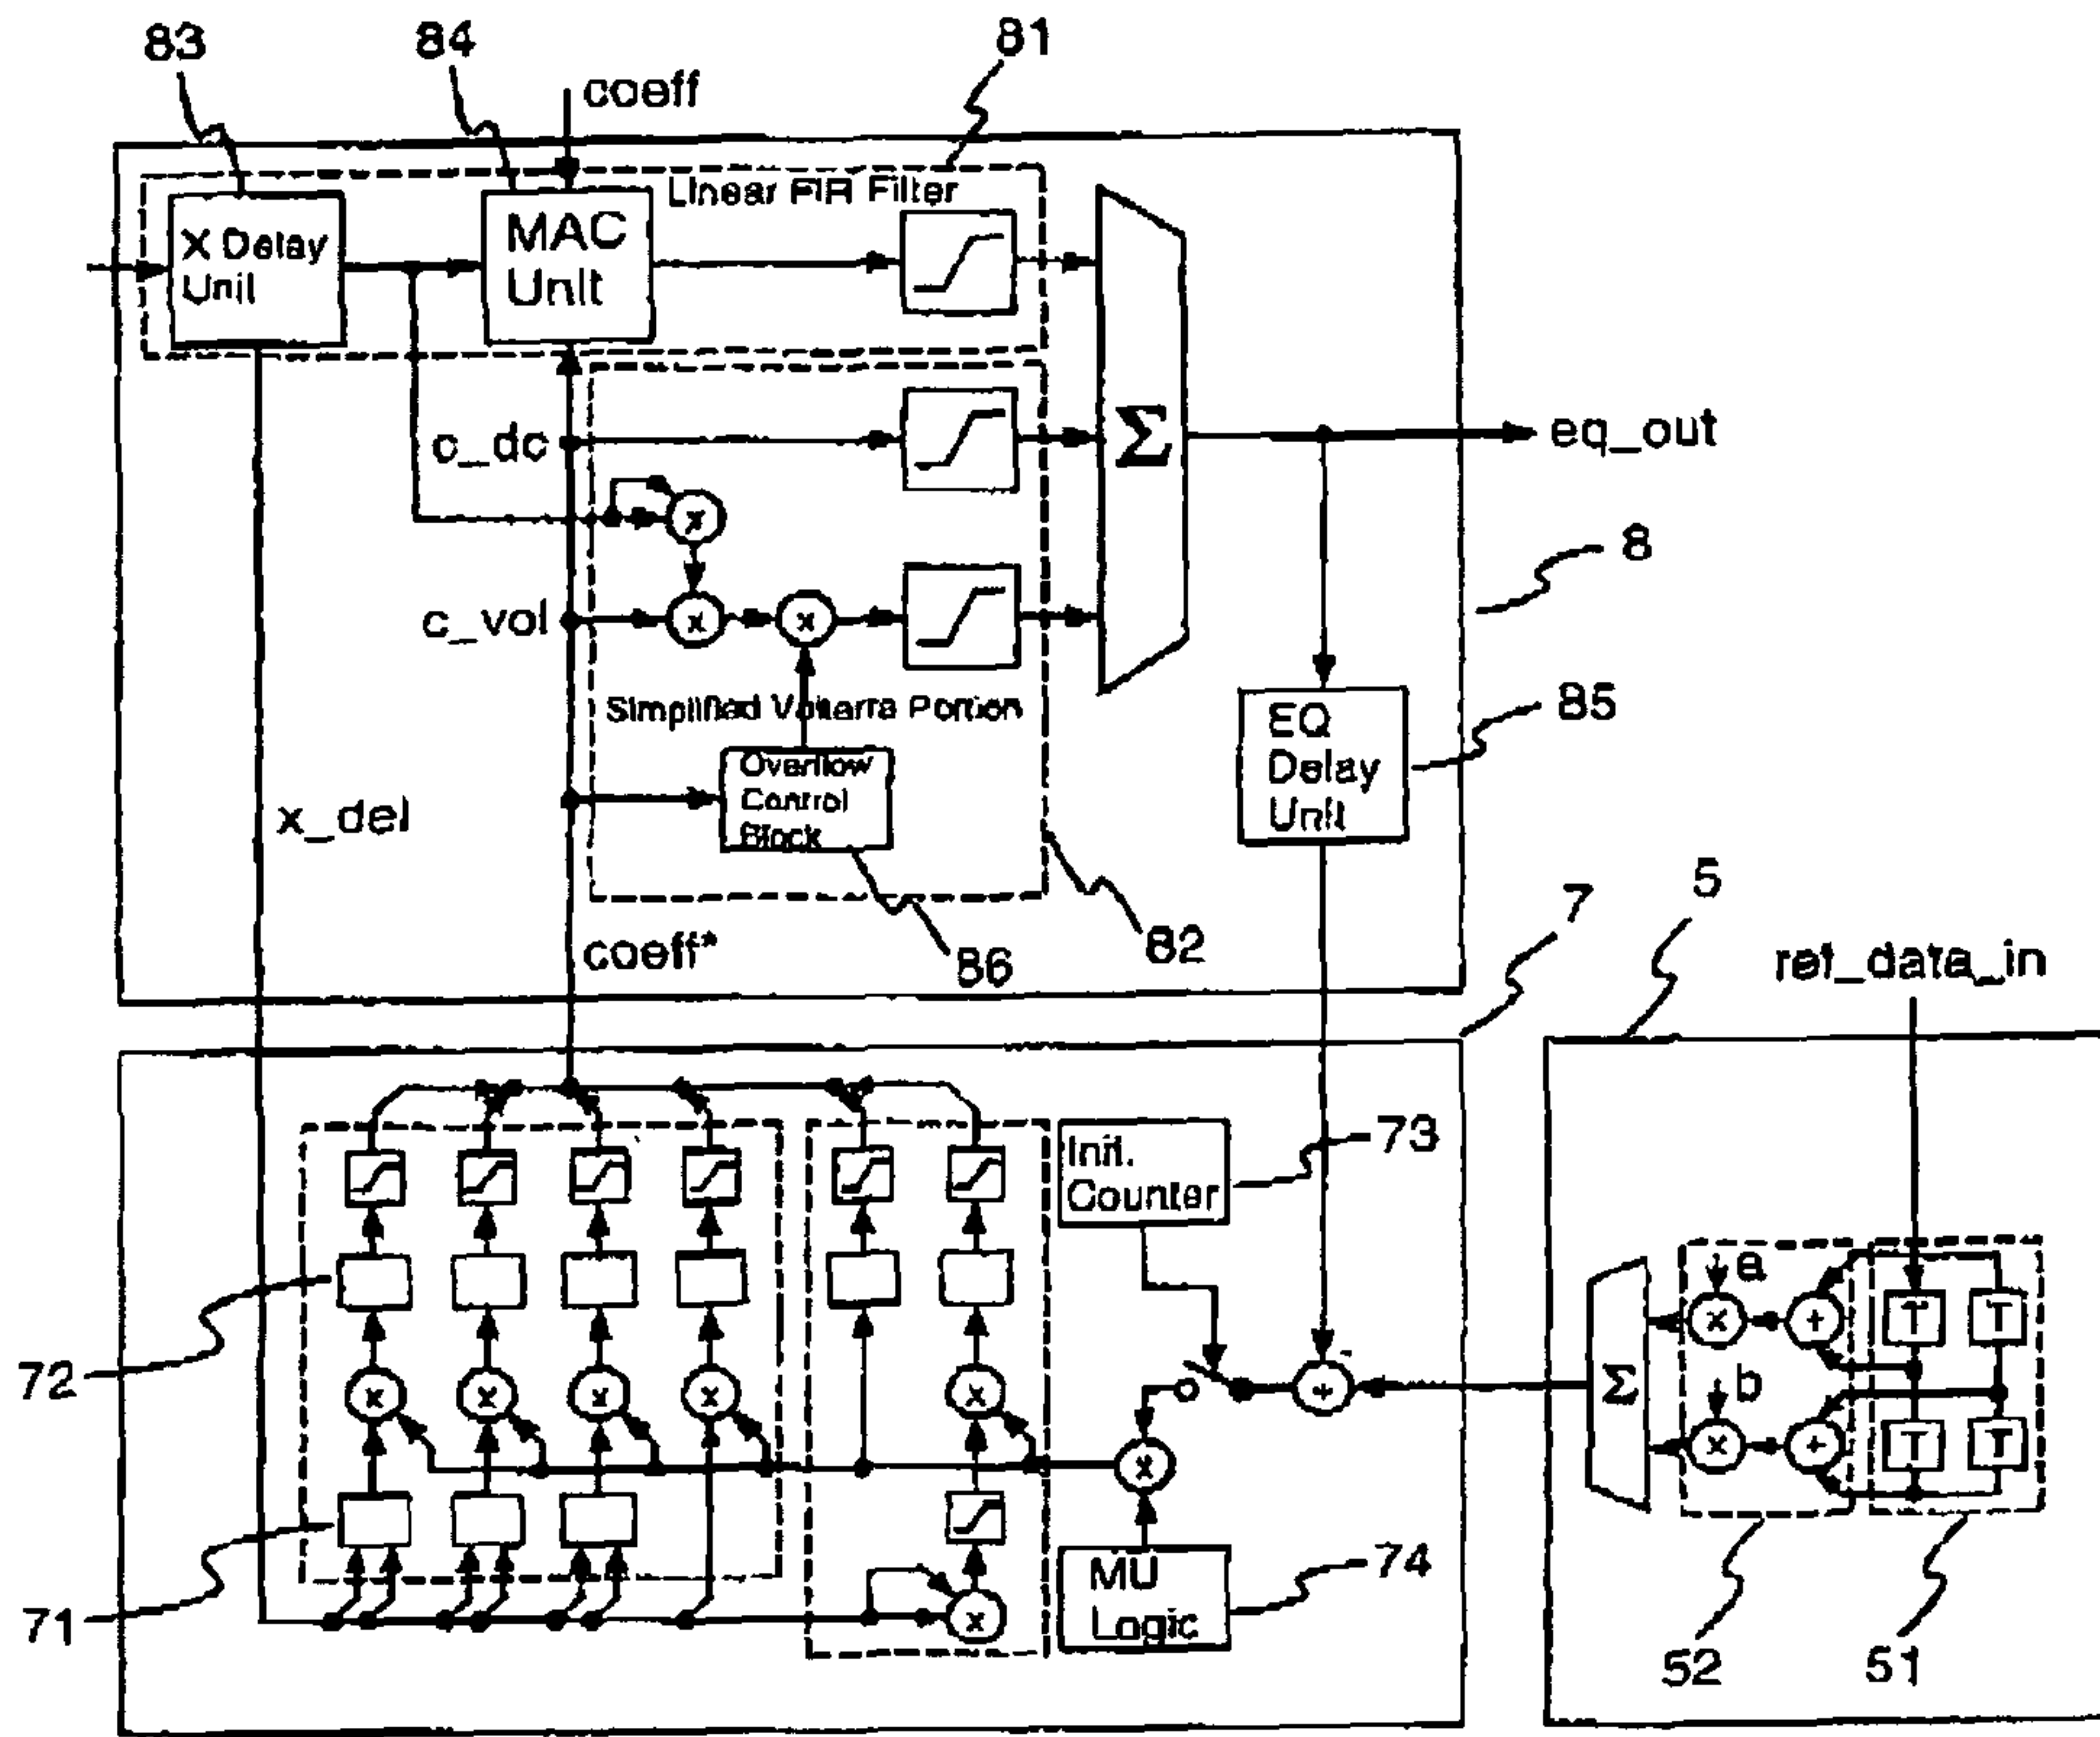 83
84
81
coeff
Linear FIR Filter
X Delay
Unit
MAC
Unit
c_dc
Σ
eq_out
x
8
c_vol
x
x
Simplified Volterra Portion
85
EQ
Delay
Unit
Overflow
Control
Block
x_del
5
7
coeff*
86
82
ref_data_in
Init.
Counter
73
a
T
T
x
+
72
x
x
x
x
x
+
-
Σ
b
x
+
T
T
x
71
x
MU
Logic
74
52
51